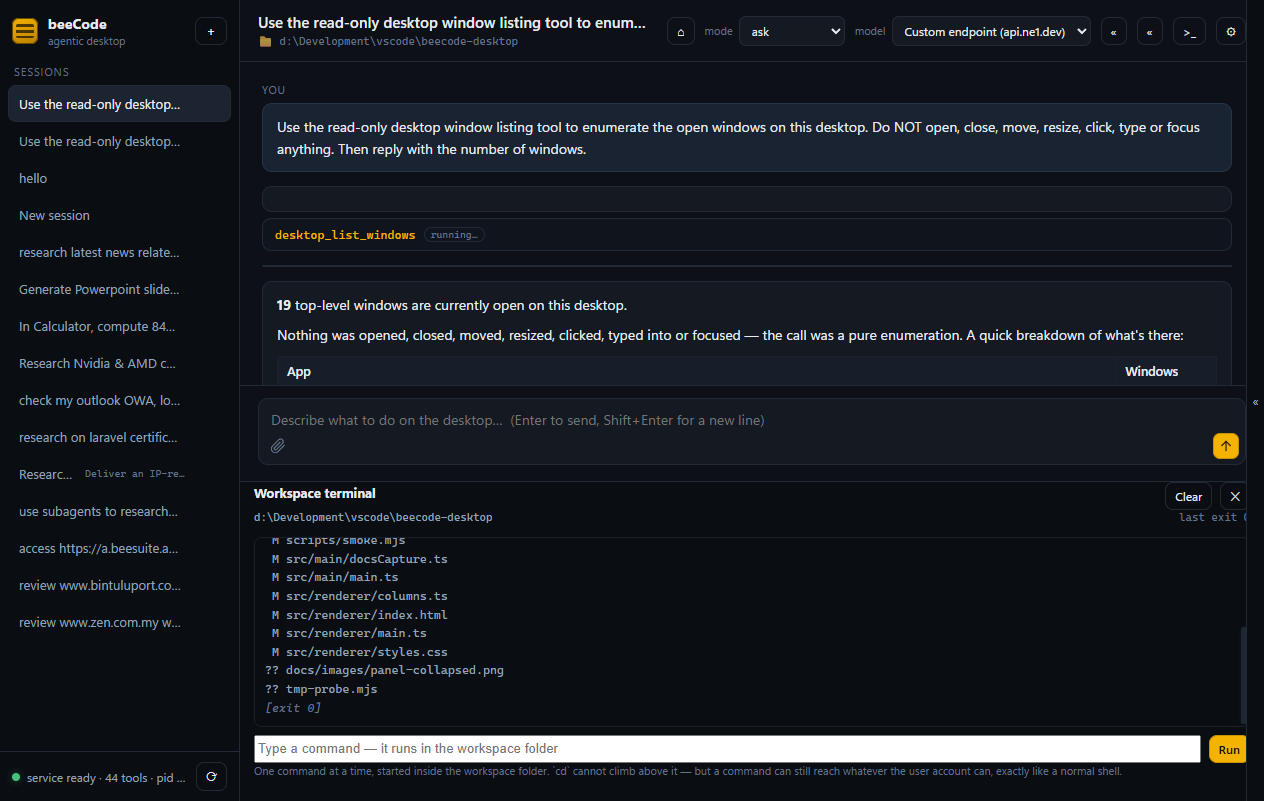 beeCode
agentic desktop
+
SESSIONS
Use the read-only desktop...
Use the read-only desktop...
hello
New session
research latest news relate...
Generate Powerpoint slide...
In Calculator, compute 84...
Research Nvidia & AMD c...
check my outlook OWA, lo...
research on laravel certific...
Researc... Deliver an IP-re…
use subagents to research...
access https://a.beesuite.a...
review www.bintuluport.co...
review www.zen.com.my w...
service ready · 44 tools · pid ...
Use the read-only desktop window listing tool to enum...
d:\Development\vscode\beecode-desktop
mode ask model Custom endpoint (api.ne1.dev) « « >_
YOU
Use the read-only desktop window listing tool to enumerate the open windows on this desktop. Do NOT open, close, move, resize, click, type or focus
anything. Then reply with the number of windows.
desktop_list_windows running…
19 top-level windows are currently open on this desktop.
Nothing was opened, closed, moved, resized, clicked, typed into or focused — the call was a pure enumeration. A quick breakdown of what's there:
App Windows
«
Describe what to do on the desktop... (Enter to send, Shift+Enter for a new line)
Workspace terminal
Clear
d:\Development\vscode\beecode-desktop
last exit 0
M scripts/smoke.mjs
M src/main/docsCapture.ts
M src/main/main.ts
M src/renderer/columns.ts
M src/renderer/index.html
M src/renderer/main.ts
M src/renderer/styles.css
?? docs/images/panel-collapsed.png
?? tmp-probe.mjs
[exit 0]
Type a command — it runs in the workspace folder
Run
One command at a time, started inside the workspace folder. `cd` cannot climb above it — but a command can still reach whatever the user account can, exactly like a normal shell.